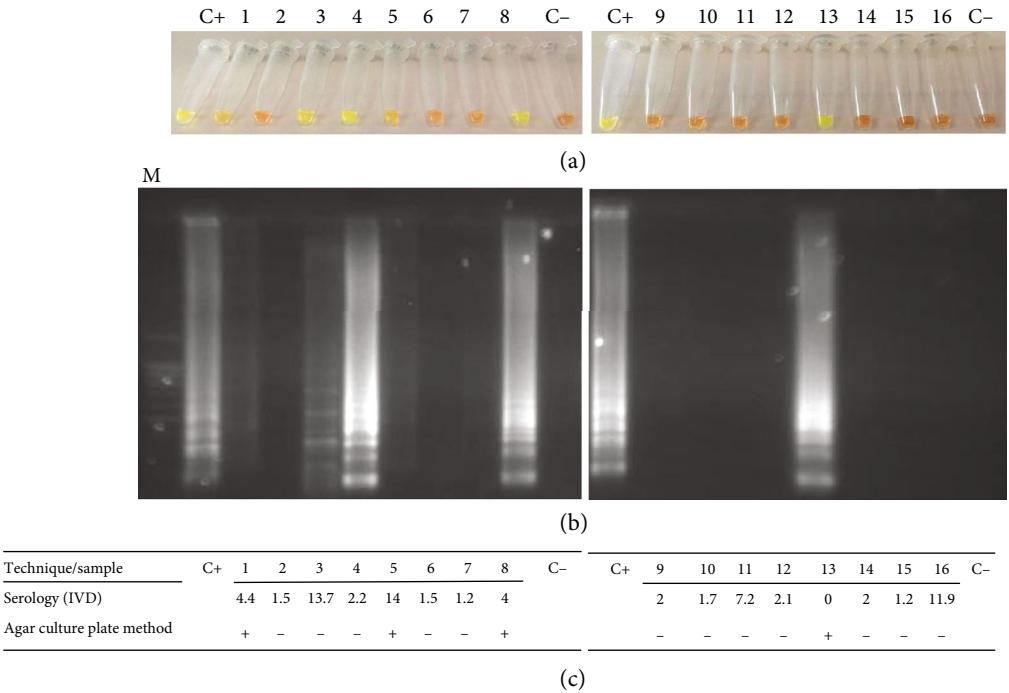 C+ 1 2 3 4 5 6 7 8 C– C+ 9 10 11 12 13 14 15 16 C–
(a)
M
(b)
Technique/sample C+ 1 2 3 4 5 6 7 8 C– C+ 9 10 11 12 13 14 15 16 C–
Serology (IVD) 4.4 1.5 13.7 2.2 14 1.5 1.2 4 2 1.7 7.2 2.1 0 2 1.2 11.9
Agar culture plate method + – – – + – – + – – – – + – – –
(c)